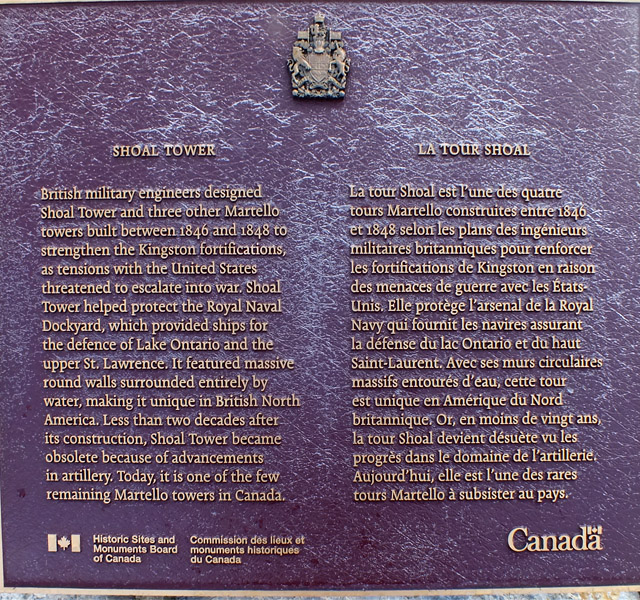 SHOAL TOWER
British military engineers designed
Shoal Tower and three other Martello
towers built between 1846 and 1848 to
strengthen the Kingston fortifications,
as tensions with the United States
threatened to escalate into war. Shoal
Tower helped protect the Royal Naval
Dockyard, which provided ships for
the defence of Lake Ontario and the
upper St. Lawrence. It featured massive
round walls surrounded entirely by
water, making it unique in British North
America. Less than two decades after
its construction, Shoal Tower became
obsolete because of advancements
in artillery. Today, it is one of the few
remaining Martello towers in Canada.
LA TOUR SHOAL
La tour Shoal est l'une des quatre
tours Martello construites entre 1846
et 1848 selon les plans des ingénieurs
militaires britanniques pour renforcer
les fortifications de Kingston en raison
des menaces de guerre avec les États-
Unis. Elle protège l'arsenal de la Royal
Navy qui fournit les navires assurant
la défense du lac Ontario et du haut
Saint-Laurent. Avec ses murs circulaires
massifs entourés d'eau, cette tour
est unique en Amérique du Nord
britannique. Or, en moins de vingt ans,
la tour Shoal devient désuète vu les
progrès dans le domaine de l'artillerie.
Aujourd'hui, elle est l'une des rares
tours Martello à subsister au pays.
Historic Sites and
Monuments Board
of Canada
Commission des lieux et
monuments historiques
du Canada
Canada